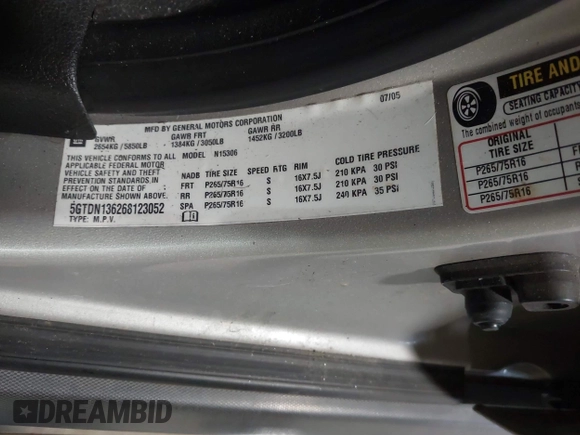 GM
MFD BY GENERAL MOTORS CORPORATION
07/05
GVWR GAWR FRT GAWR RR
2654KG / 5850LB 1384KG / 3050LB 1452KG / 3200LB
THIS VEHICLE CONFORMS TO ALL
APPLICABLE FEDERAL MOTOR
VEHICLE SAFETY, BUMPER, AND THEFT
PREVENTION STANDARDS IN
EFFECT ON THE DATE OF
MANUFACTURE SHOWN ABOVE.
5GTDN136268123052
TYPE: M.P.V.
MODEL N15306
NADB TIRE SIZE SPEED RTG RIM COLD TIRE PRESSURE
FRT P265/75R16 S 16X7.5J 210 KPA 30 PSI
RR P265/75R16 S 16X7.5J 210 KPA 30 PSI
SPA P265/75R16 S 16X7.5J 240 KPA 35 PSI
TIRE AND
SEATING CAPACITY
The combined weight of occupan
ORIGINAL
TIRE SIZE
P265/75R16
P265/75R16
P265/75R16
DREAMBID